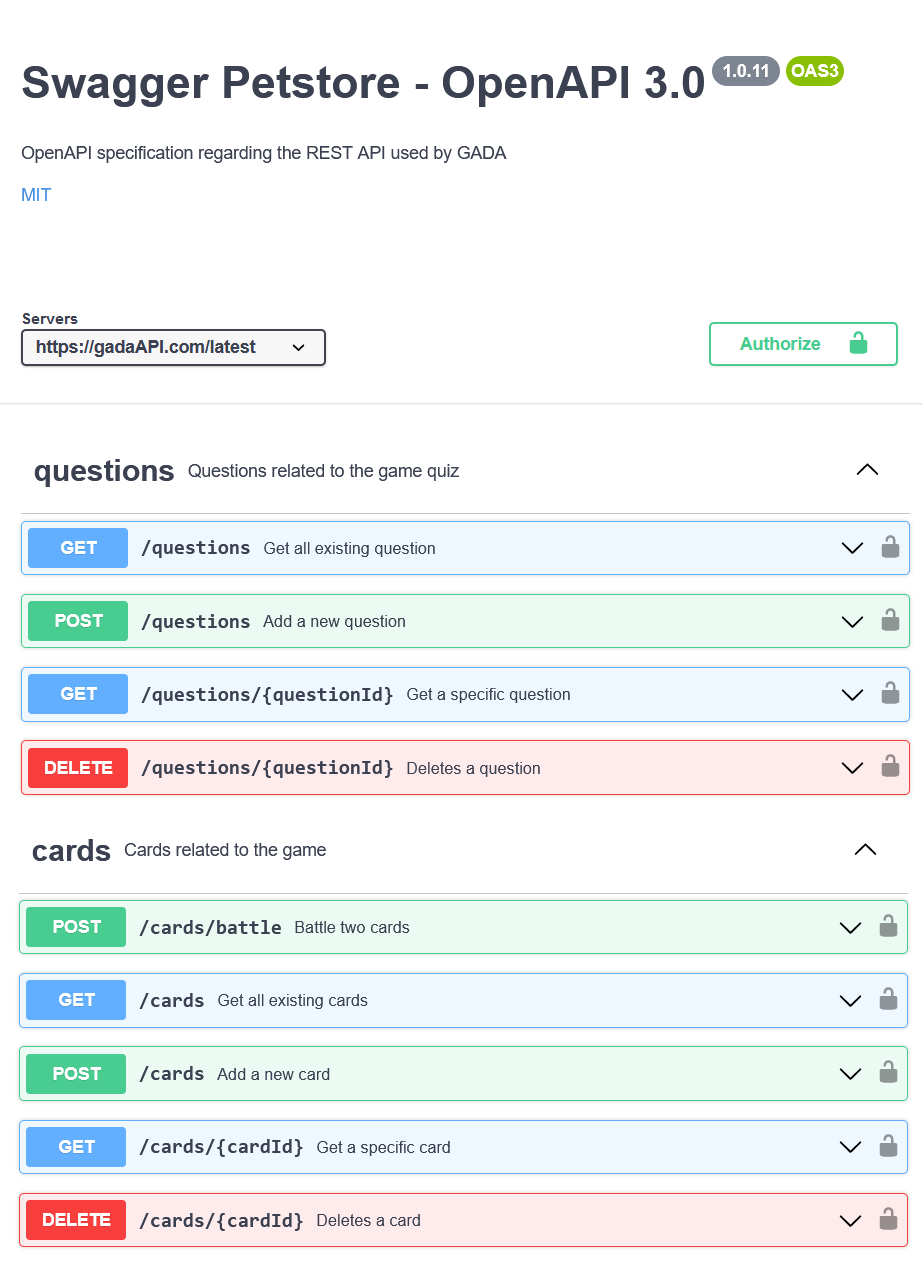 Swagger Petstore - OpenAPI 3.0 1.0.11 OAS3
OpenAPI specification regarding the REST API used by GADA
MIT
Servers
https://gadaAPI.com/latest
Authorize
questions Questions related to the game quiz
GET /questions Get all existing question
POST /questions Add a new question
GET /questions/{questionId} Get a specific question
DELETE /questions/{questionId} Deletes a question
cards Cards related to the game
POST /cards/battle Battle two cards
GET /cards Get all existing cards
POST /cards Add a new card
GET /cards/{cardId} Get a specific card
DELETE /cards/{cardId} Deletes a card